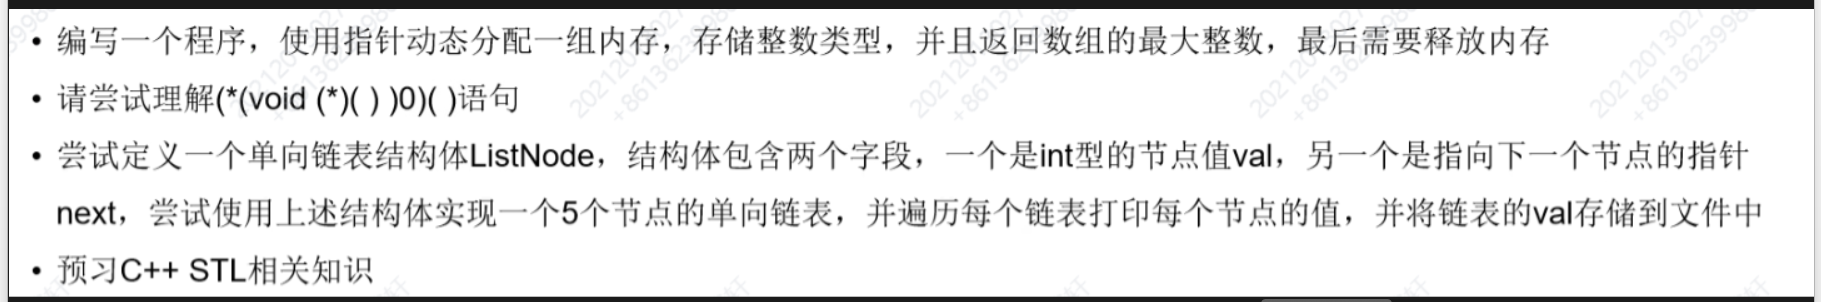 • 编写一个程序，使用指针动态分配一组内存，存储整数类型，并且返回数组的最大整数，最后需要释放内存
• 请尝试理解(*(void (*)( ) )0)( )语句
• 尝试定义一个单向链表结构体ListNode，结构体包含两个字段，一个是int型的节点值val，另一个是指向下一个节点的指针
next，尝试使用上述结构体实现一个5个节点的单向链表，并遍历每个链表打印每个节点的值，并将链表的val存储到文件中
• 预习C++ STL相关知识